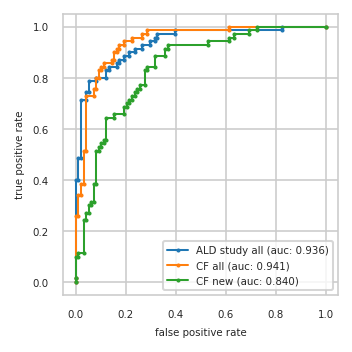 1.0
0.8
0.6
0.4
0.2
0.0
true positive rate
ALD study all (auc: 0.936)
CF all (auc: 0.941)
CF new (auc: 0.840)
0.0 0.2 0.4 0.6 0.8 1.0
false positive rate